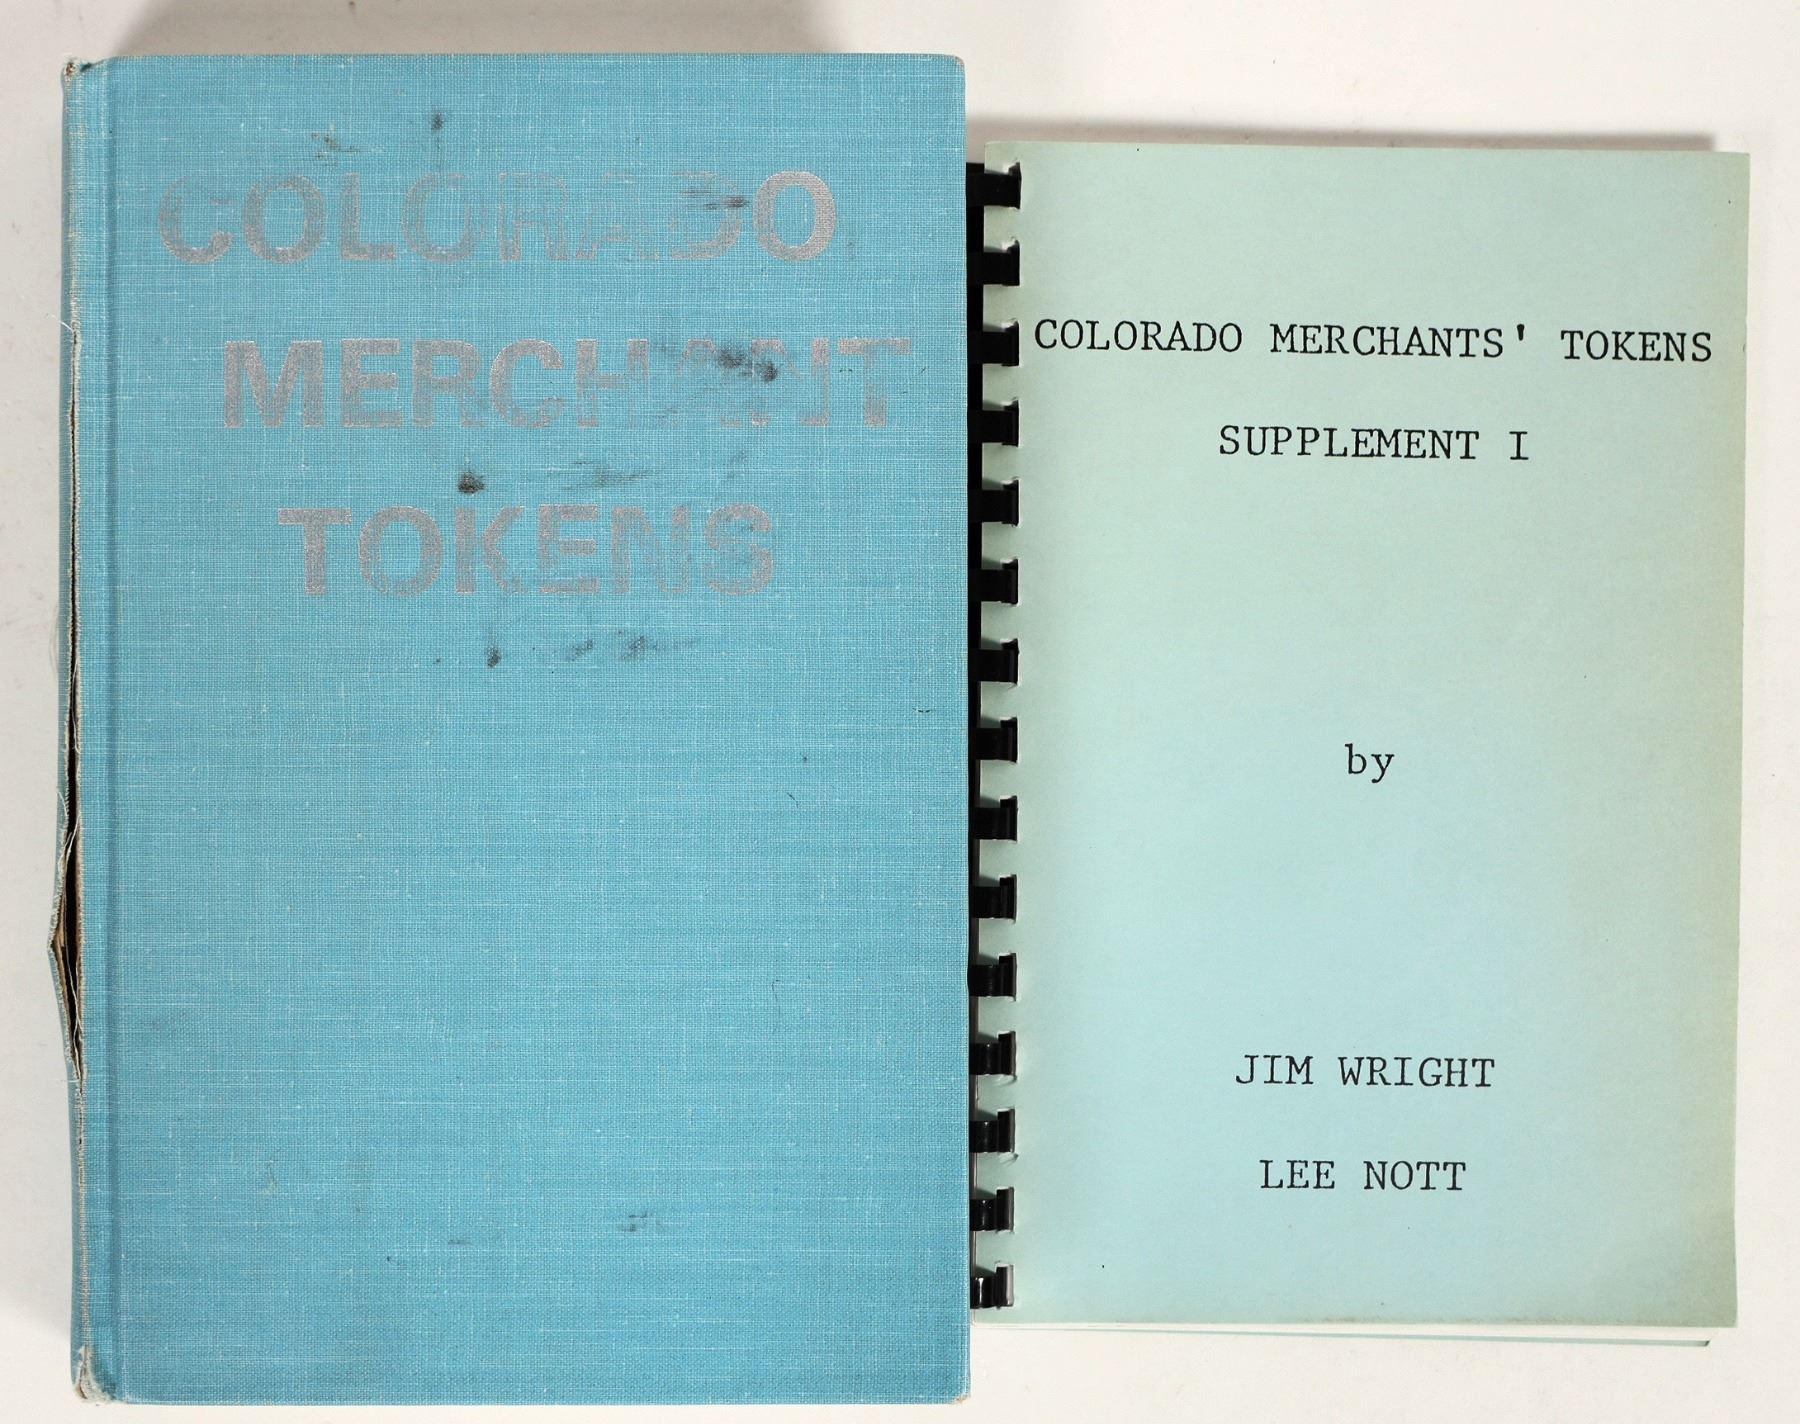 COLORADO
MERCHANT
TOKENS
COLORADO MERCHANTS' TOKENS
SUPPLEMENT I
by
JIM WRIGHT
LEE NOTT